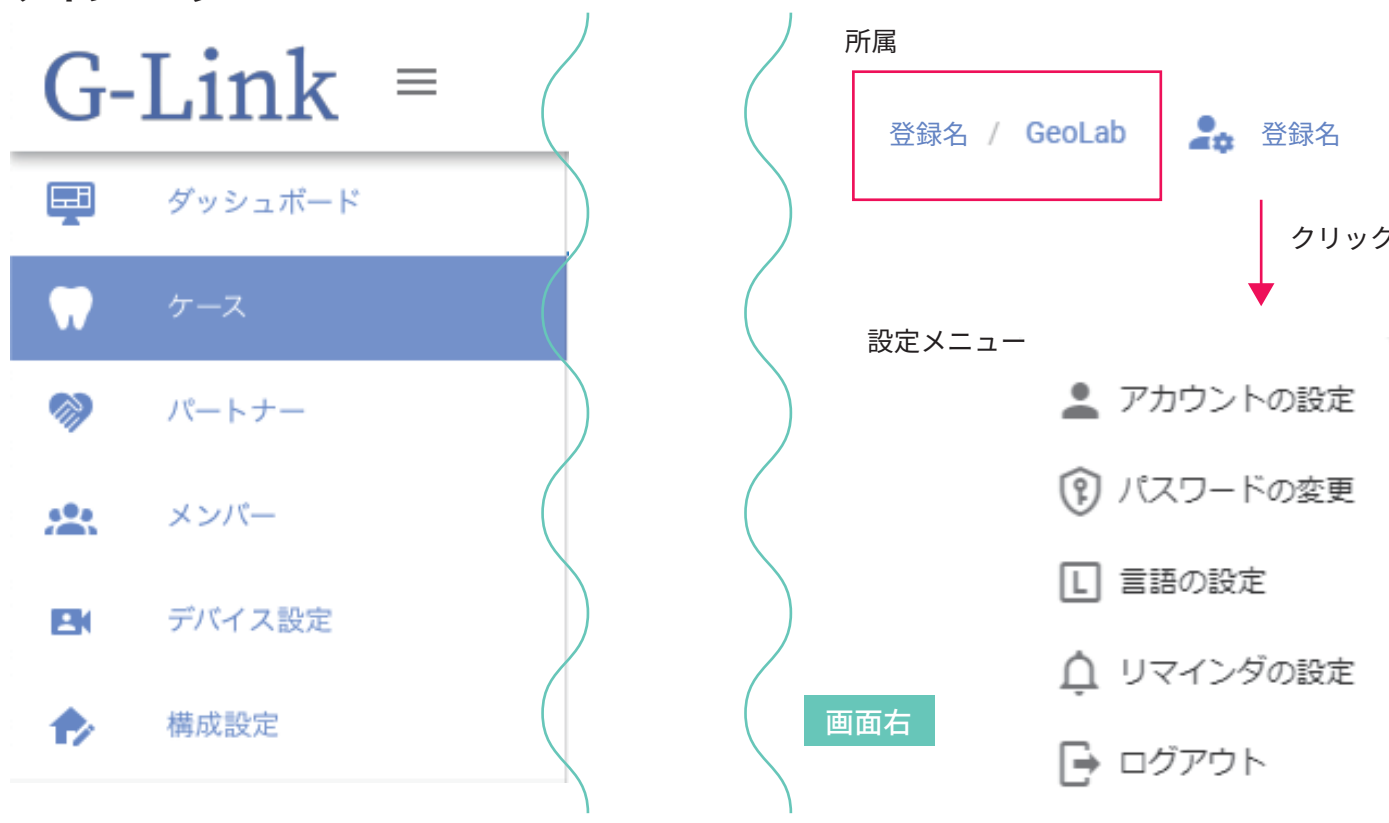 G-Link
ダッシュボード
ケース
パートナー
メンバー
デバイス設定
構成設定
所属
登録名 / GeoLab
登録名
クリック
設定メニュー
アカウントの設定
パスワードの変更
言語の設定
リマインダの設定
ログアウト
画面右